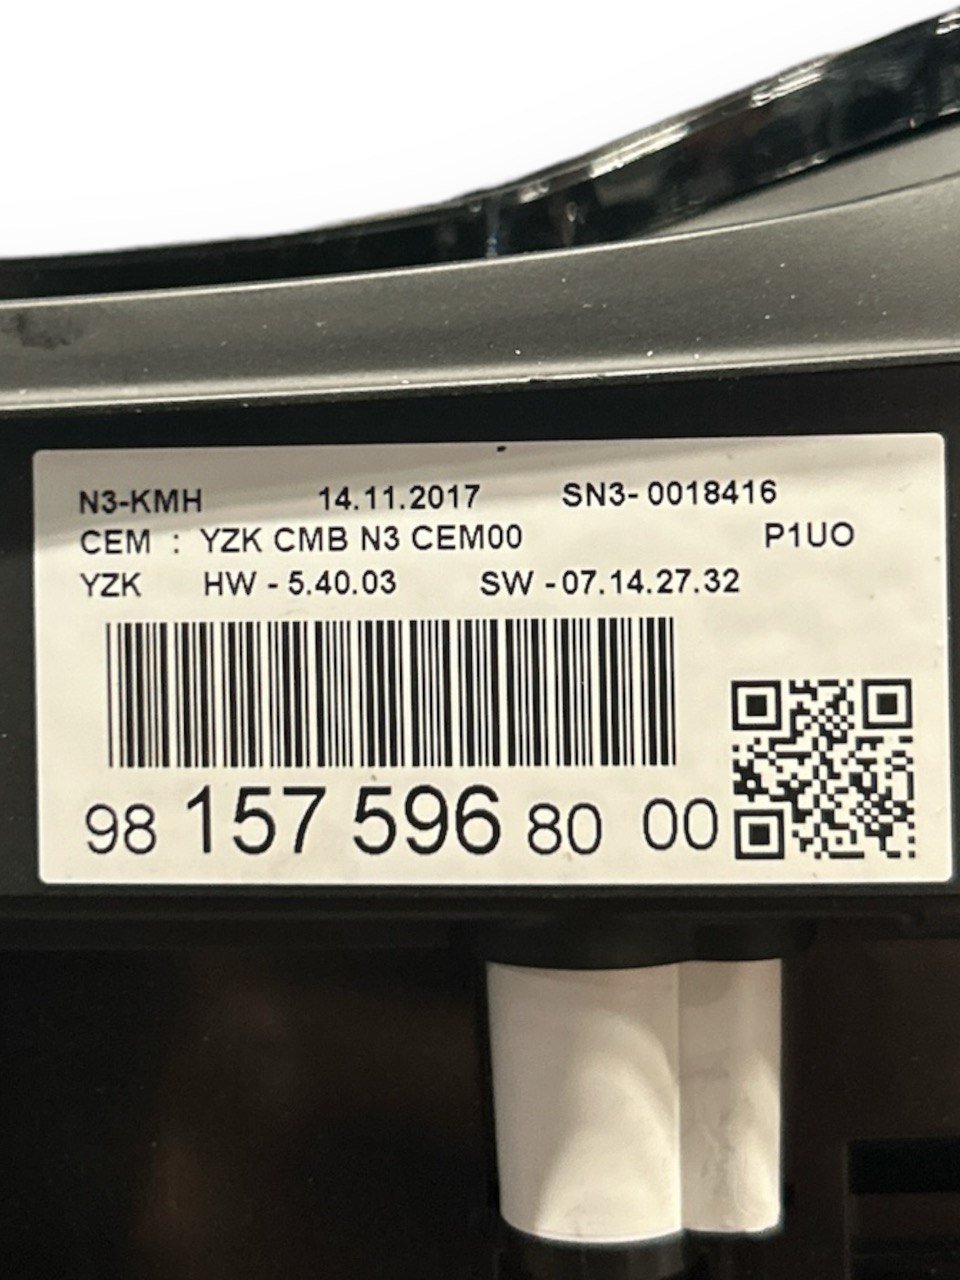 N3-KMH 14.11.2017 SN3- 0018416
CEM : YZK CMB N3 CEM00 P1UO
YZK HW - 5.40.03 SW - 07.14.27.32
98 157 596 80 00